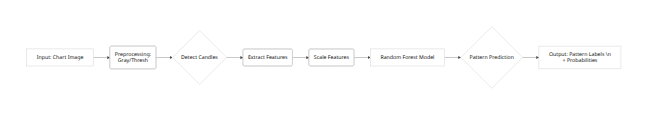 Input: Chart Image
Preprocessing:
Gray/Thresh
Detect Candles
Extract Features
Scale Features
Random Forest Model
Pattern Prediction
Output: Pattern Labels \n
+ Probabilities